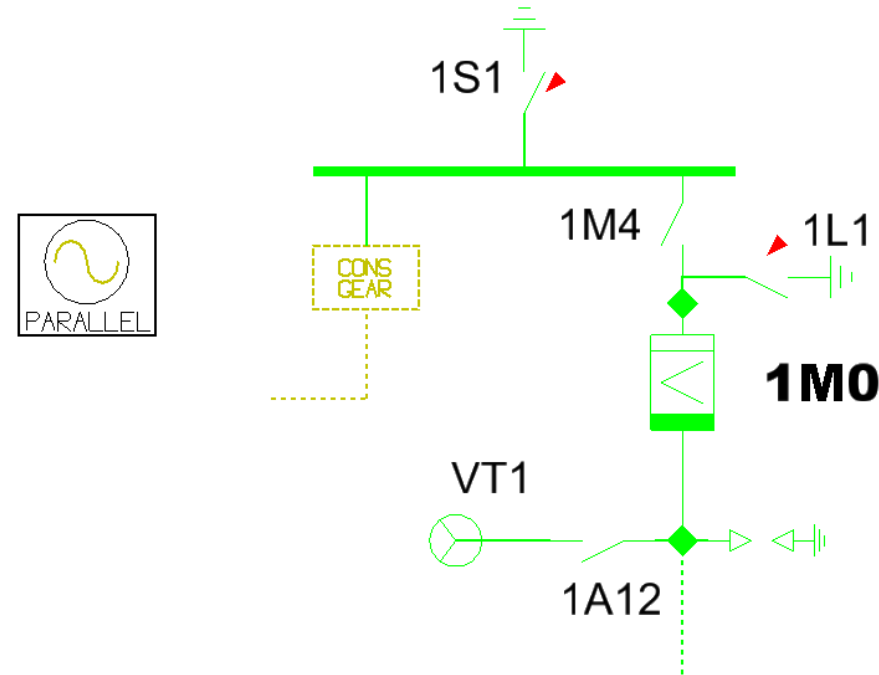 1S1
1M4
1L1
CONS
GEAR
PARALLEL
1M0
VT1
1A12